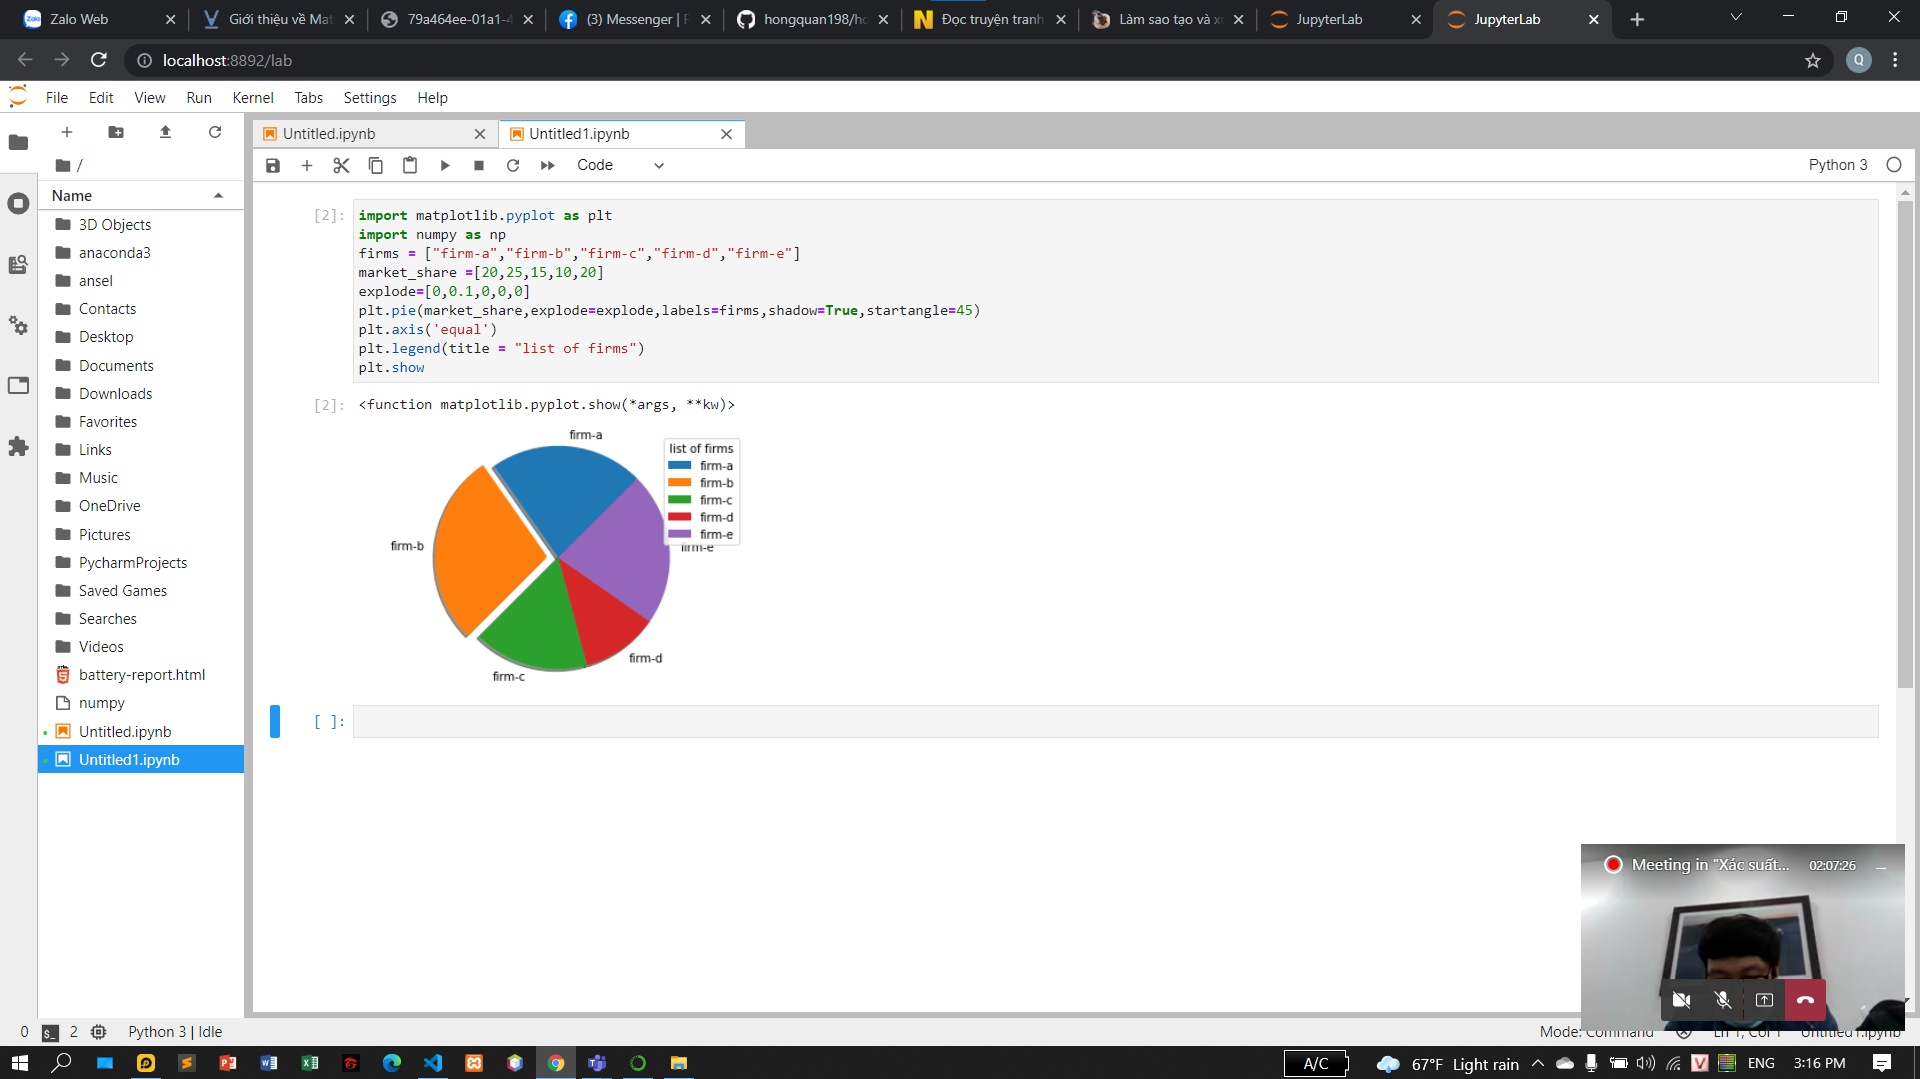 Zalo Web
Giới thiệu về Mat
79a464ee-01a1-4
(3) Messenger | F
hongquan198/ho
Đọc truyện tranh
Làm sao tạo và x
JupyterLab
JupyterLab
localhost:8892/lab
Q
File Edit View Run Kernel Tabs Settings Help
Untitled.ipynb
Untitled1.ipynb
/
Code
Python 3
Name
3D Objects
anaconda3
ansel
Contacts
Desktop
Documents
Downloads
Favorites
Links
Music
OneDrive
Pictures
PycharmProjects
Saved Games
Searches
Videos
battery-report.html
numpy
Untitled.ipynb
Untitled1.ipynb
[2]:
import matplotlib.pyplot as plt
import numpy as np
firms = ["firm-a","firm-b","firm-c","firm-d","firm-e"]
market_share =[20,25,15,10,20]
explode=[0,0.1,0,0,0]
plt.pie(market_share,explode=explode,labels=firms,shadow=True,startangle=45)
plt.axis('equal')
plt.legend(title = "list of firms")
plt.show
[2]: <function matplotlib.pyplot.show(*args, **kw)>
firm-a
firm-b
firm-c
firm-d
firm-e
list of firms
firm-a
firm-b
firm-c
firm-d
firm-e
[ ]:
Meeting in "Xác suất... 02:07:26
0 2 Python 3 | Idle
Mode: Command Ln 1, Col 1 Untitled1.ipynb
A/C 67°F Light rain ENG 3:16 PM